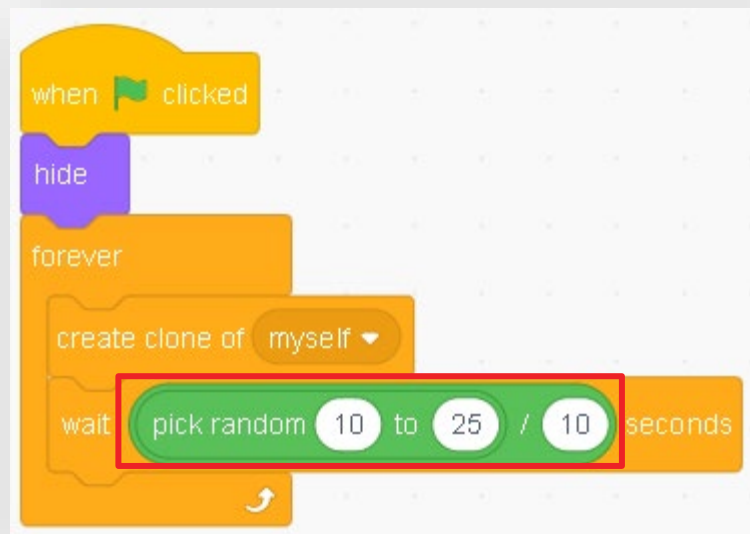 when clicked
hide
forever
create clone of myself
wait pick random 10 to 25 / 10 seconds